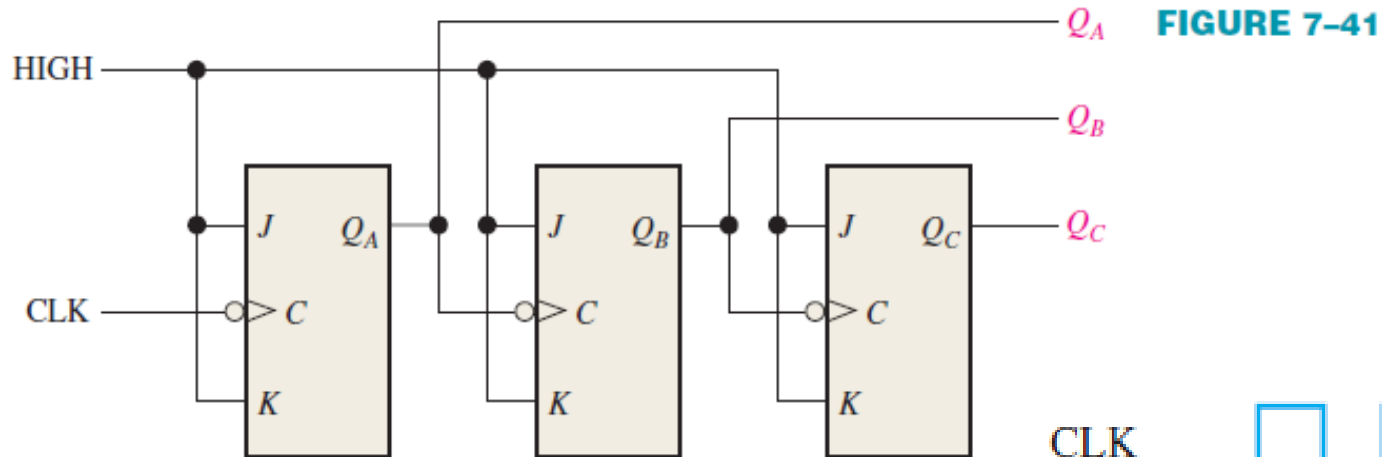 Q_A FIGURE 7–41
HIGH
Q_B
J Q_A J Q_B J Q_C Q_C
CLK C C C
K K K
CLK